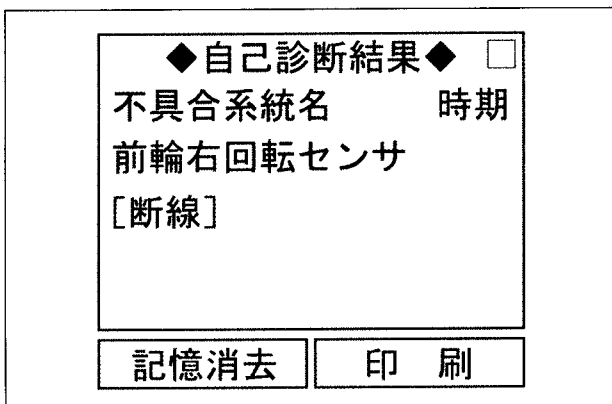 ◆自己診断結果◆ □
不具合系統名 時期
前輪右回転センサ
[断線]
記憶消去 印 刷